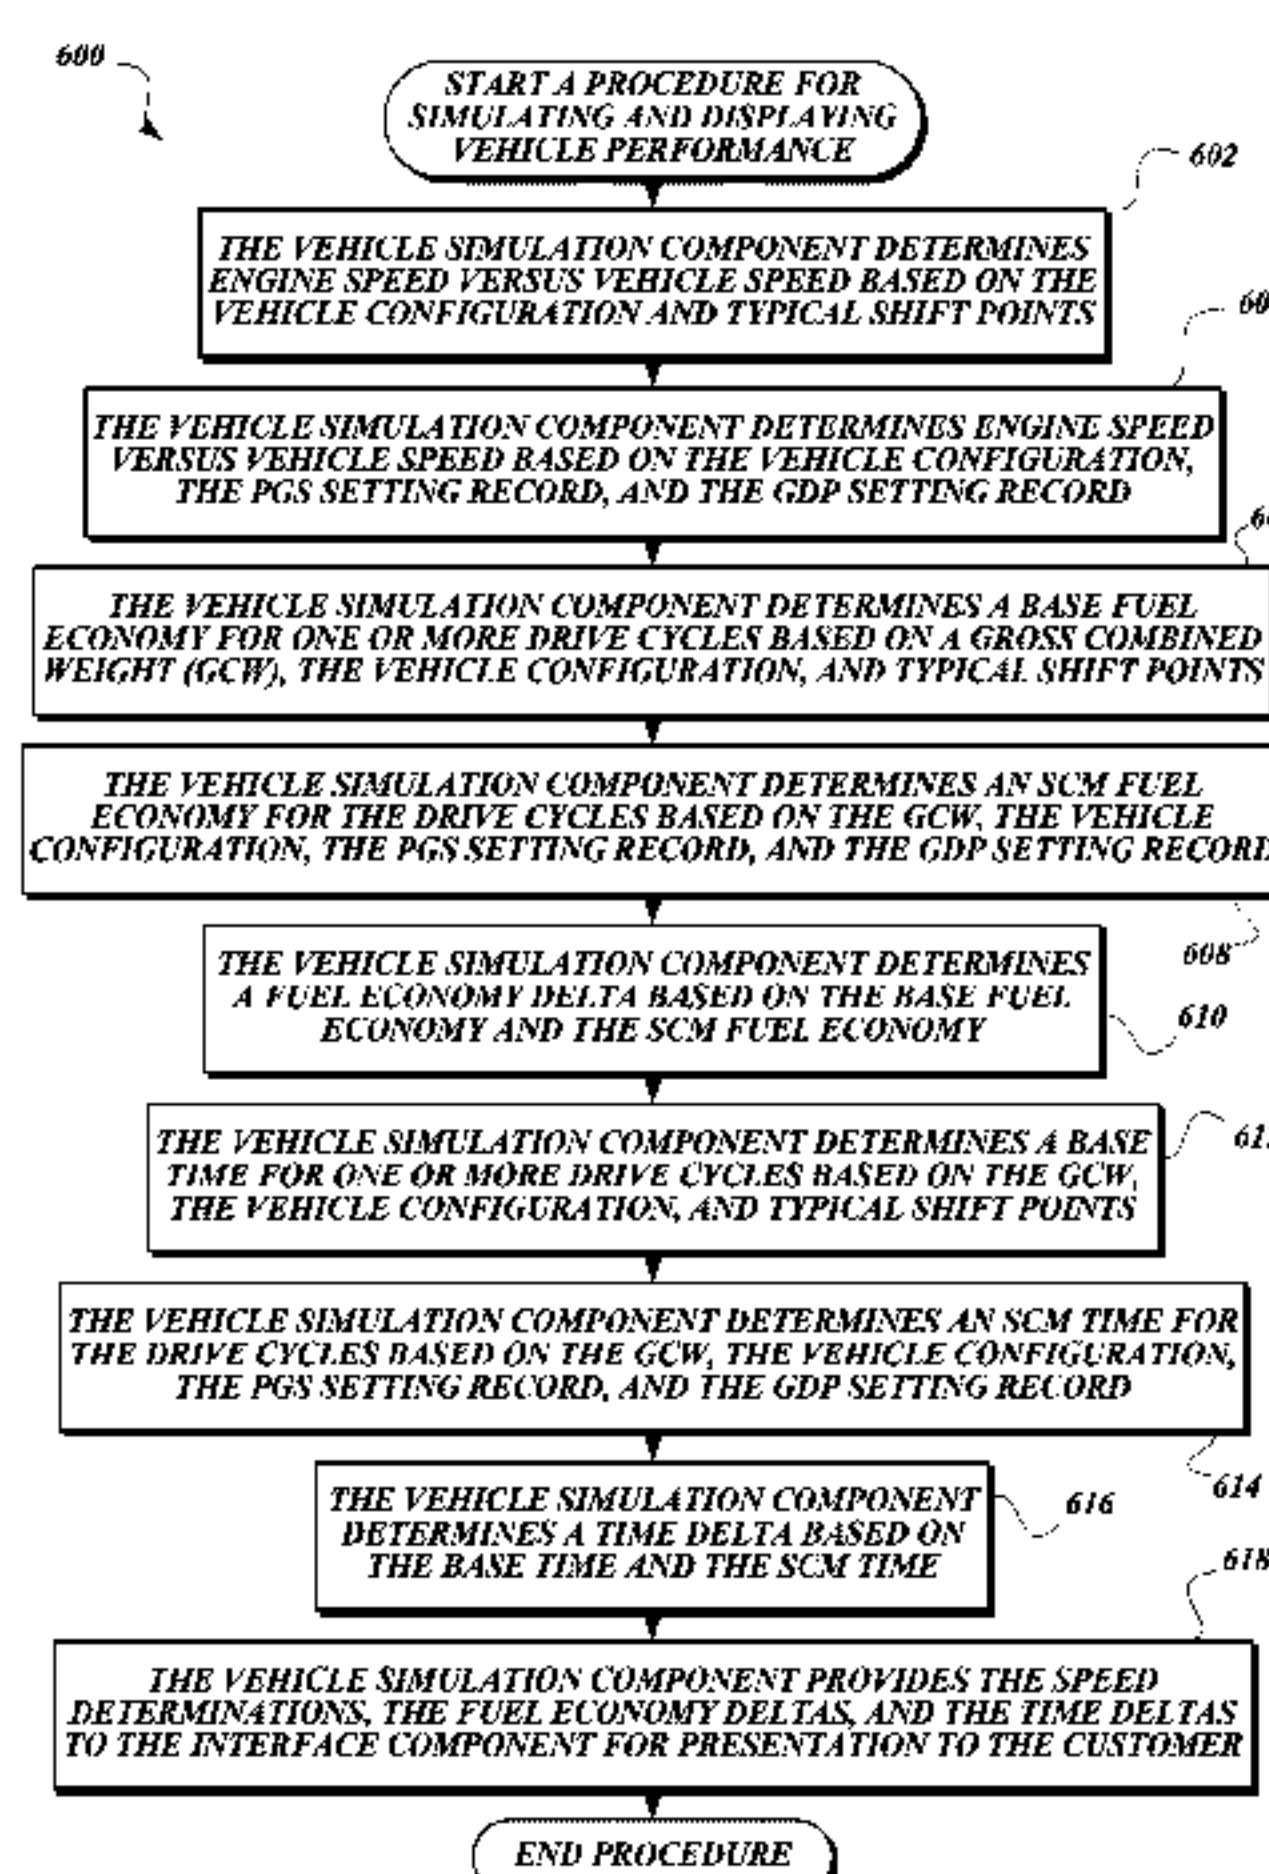 600
START A PROCEDURE FOR
SIMULATING AND DISPLAYING
VEHICLE PERFORMANCE
602
THE VEHICLE SIMULATION COMPONENT DETERMINES
ENGINE SPEED VERSUS VEHICLE SPEED BASED ON THE
VEHICLE CONFIGURATION AND TYPICAL SHIFT POINTS
THE VEHICLE SIMULATION COMPONENT DETERMINES ENGINE SPEED
VERSUS VEHICLE SPEED BASED ON THE VEHICLE CONFIGURATION,
THE PGS SETTING RECORD, AND THE GDP SETTING RECORD
THE VEHICLE SIMULATION COMPONENT DETERMINES A BASE FUEL
ECONOMY FOR ONE OR MORE DRIVE CYCLES BASED ON A GROSS COMBINED
WEIGHT (GCW), THE VEHICLE CONFIGURATION, AND TYPICAL SHIFT POINTS
THE VEHICLE SIMULATION COMPONENT DETERMINES AN SCM FUEL
ECONOMY FOR THE DRIVE CYCLES BASED ON THE GCW, THE VEHICLE
CONFIGURATION, THE PGS SETTING RECORD, AND THE GDP SETTING RECORD
608
THE VEHICLE SIMULATION COMPONENT DETERMINES
A FUEL ECONOMY DELTA BASED ON THE BASE FUEL
ECONOMY AND THE SCM FUEL ECONOMY
610
THE VEHICLE SIMULATION COMPONENT DETERMINES A BASE
TIME FOR ONE OR MORE DRIVE CYCLES BASED ON THE GCW,
THE VEHICLE CONFIGURATION, AND TYPICAL SHIFT POINTS
THE VEHICLE SIMULATION COMPONENT DETERMINES AN SCM TIME FOR
THE DRIVE CYCLES BASED ON THE GCW, THE VEHICLE CONFIGURATION,
THE PGS SETTING RECORD, AND THE GDP SETTING RECORD
614
THE VEHICLE SIMULATION COMPONENT
DETERMINES A TIME DELTA BASED ON
THE BASE TIME AND THE SCM TIME
616
618
THE VEHICLE SIMULATION COMPONENT PROVIDES THE SPEED
DETERMINATIONS, THE FUEL ECONOMY DELTAS, AND THE TIME DELTAS
TO THE INTERFACE COMPONENT FOR PRESENTATION TO THE CUSTOMER
END PROCEDURE